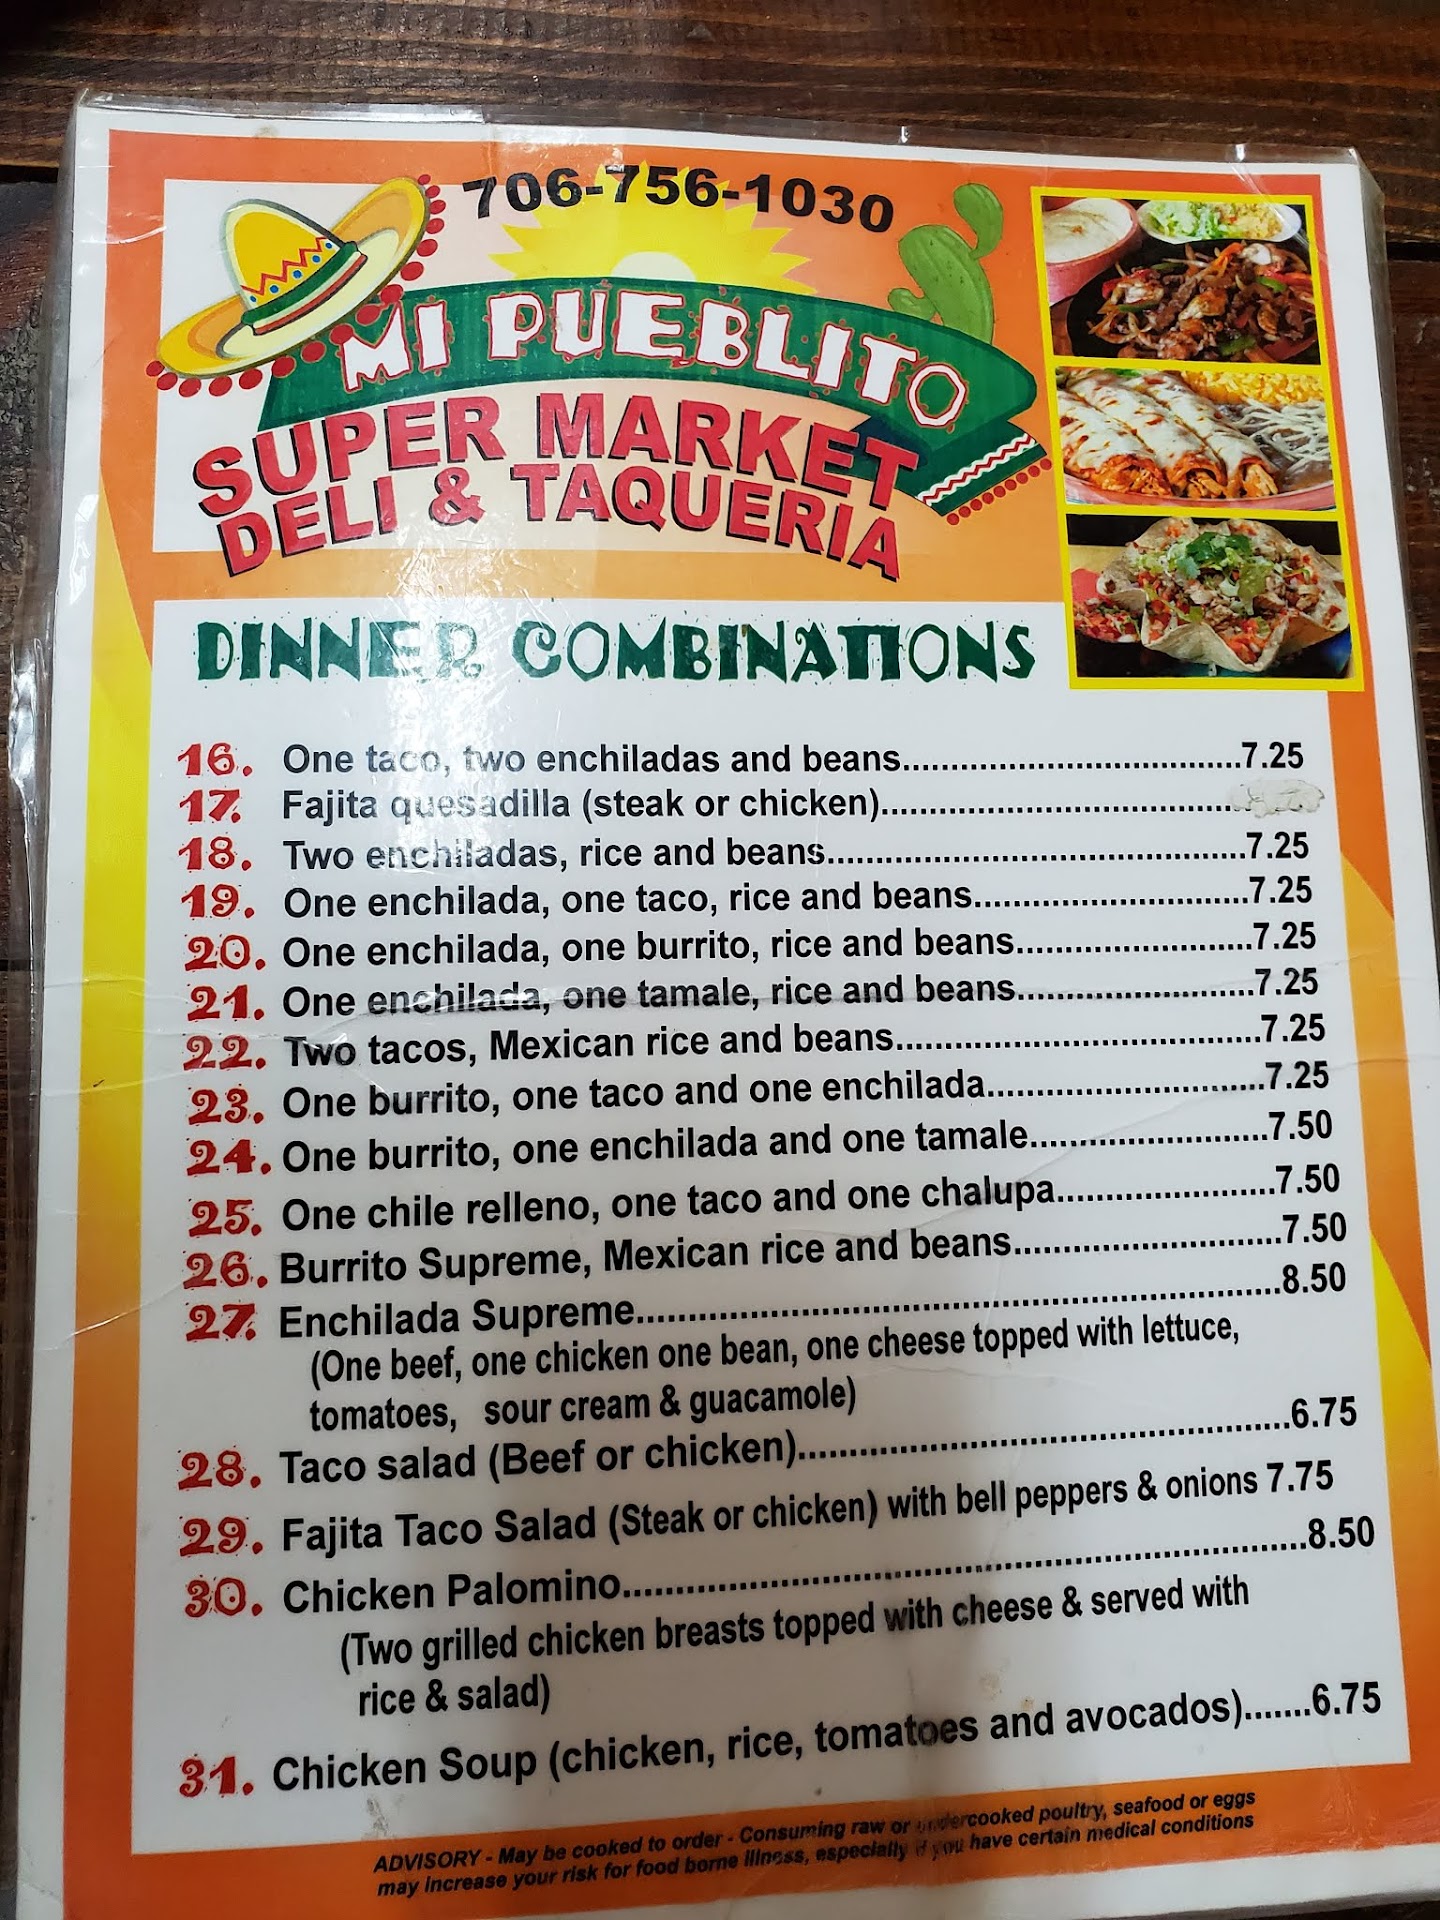 706-756-1030
MI PUEBLITO
SUPER MARKET
DELI & TAQUERIA
DINNER COMBINATIONS
16. One taco, two enchiladas and beans....................................7.25
17. Fajita quesadilla (steak or chicken).....................................
18. Two enchiladas, rice and beans...........................................7.25
19. One enchilada, one taco, rice and beans.............................7.25
20. One enchilada, one burrito, rice and beans.........................7.25
21. One enchilada, one tamale, rice and beans.........................7.25
22. Two tacos, Mexican rice and beans.....................................7.25
23. One burrito, one taco and one enchilada............................7.25
24. One burrito, one enchilada and one tamale........................7.50
25. One chile relleno, one taco and one chalupa......................7.50
26. Burrito Supreme, Mexican rice and beans..........................7.50
27. Enchilada Supreme..............................................................8.50
(One beef, one chicken one bean, one cheese topped with lettuce,
tomatoes, sour cream & guacamole)
28. Taco salad (Beef or chicken)................................................6.75
29. Fajita Taco Salad (Steak or chicken) with bell peppers & onions 7.75
30. Chicken Palomino.................................................................8.50
(Two grilled chicken breasts topped with cheese & served with
rice & salad)
31. Chicken Soup (chicken, rice, tomatoes and avocados).......6.75
ADVISORY - May be cooked to order - Consuming raw or undercooked poultry, seafood or eggs
may increase your risk for food borne illness, especially if you have certain medical conditions